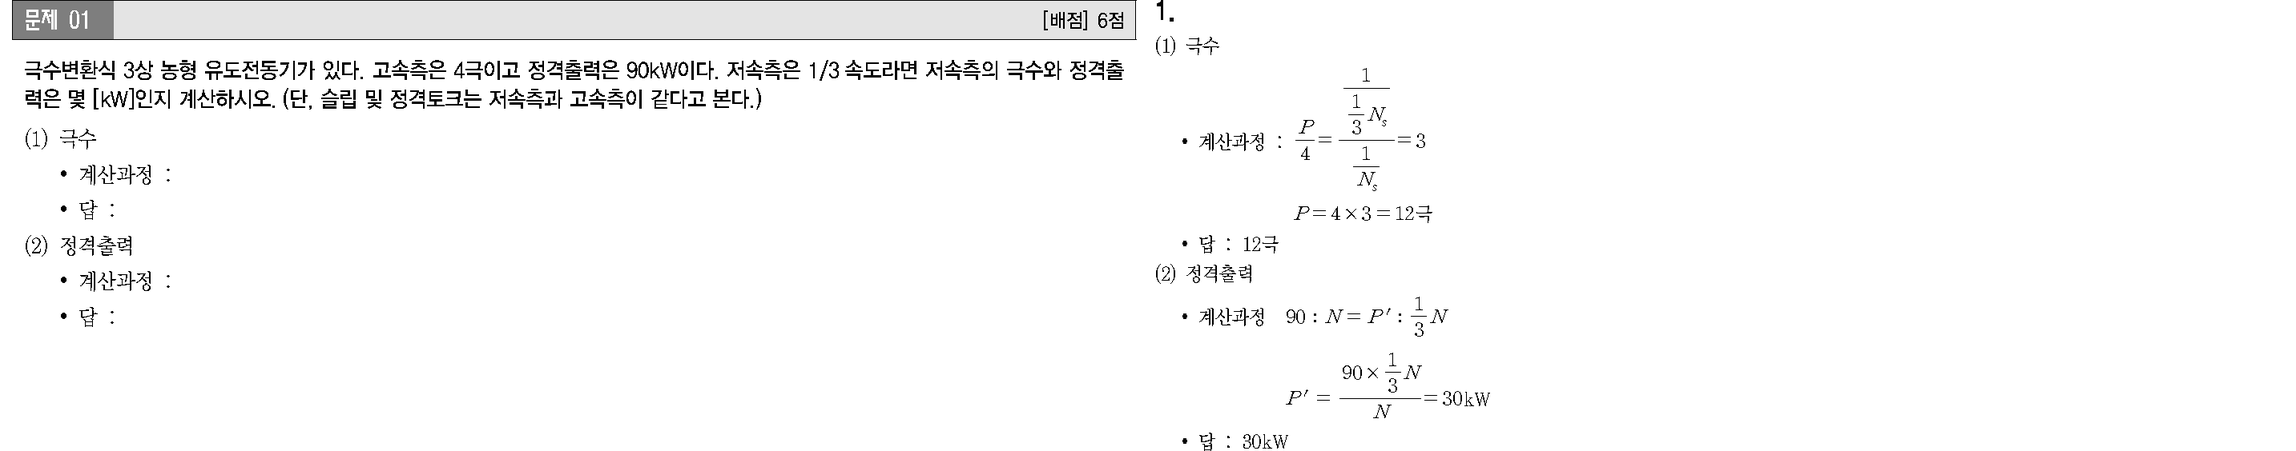 문제 01 [배점] 6점
극수변환식 3상 농형 유도전동기가 있다. 고속측은 4극이고 정격출력은 90kW이다. 저속측은 1/3 속도라면 저속측의 극수와 정격출
력은 몇 [kW]인지 계산하시오. (단, 슬립 및 정격토크는 저속측과 고속측이 같다고 본다.)
(1) 극수
• 계산과정 :
• 답 :
(2) 정격출력
• 계산과정 :
• 답 :
1.
(1) 극수
• 계산과정 : \frac{P}{4} = \frac{\frac{1}{\frac{1}{3}N_s}}{\frac{1}{N_s}} = 3
P = 4 × 3 = 12극
• 답 : 12극
(2) 정격출력
• 계산과정 90 : N = P′ : \frac{1}{3}N
P′ = \frac{90 × \frac{1}{3}N}{N} = 30kW
• 답 : 30kW